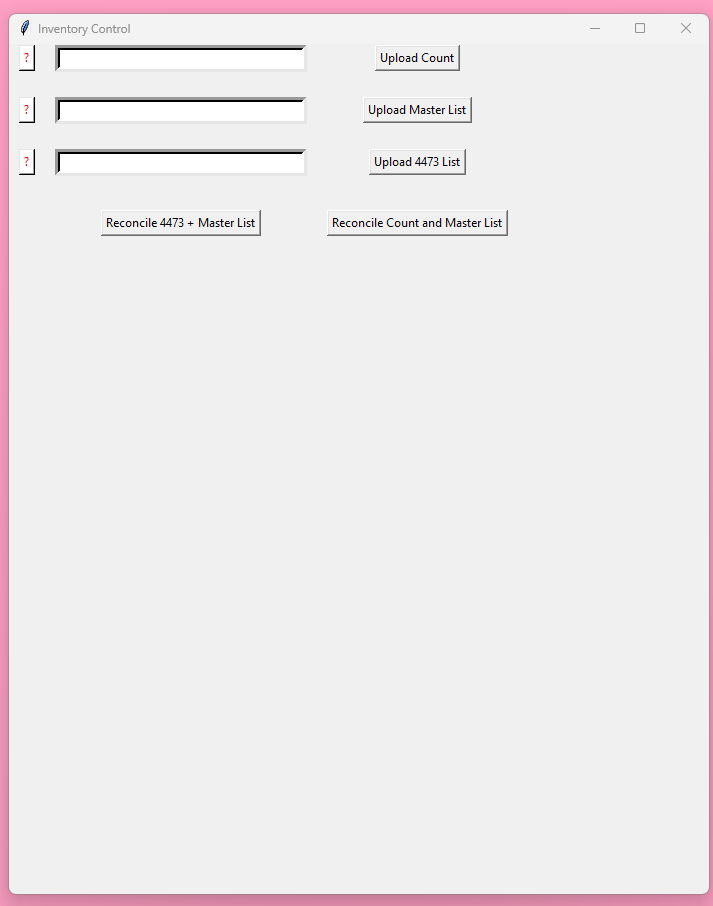 Inventory Control
? Upload Count
? Upload Master List
? Upload 4473 List
Reconcile 4473 + Master List Reconcile Count and Master List